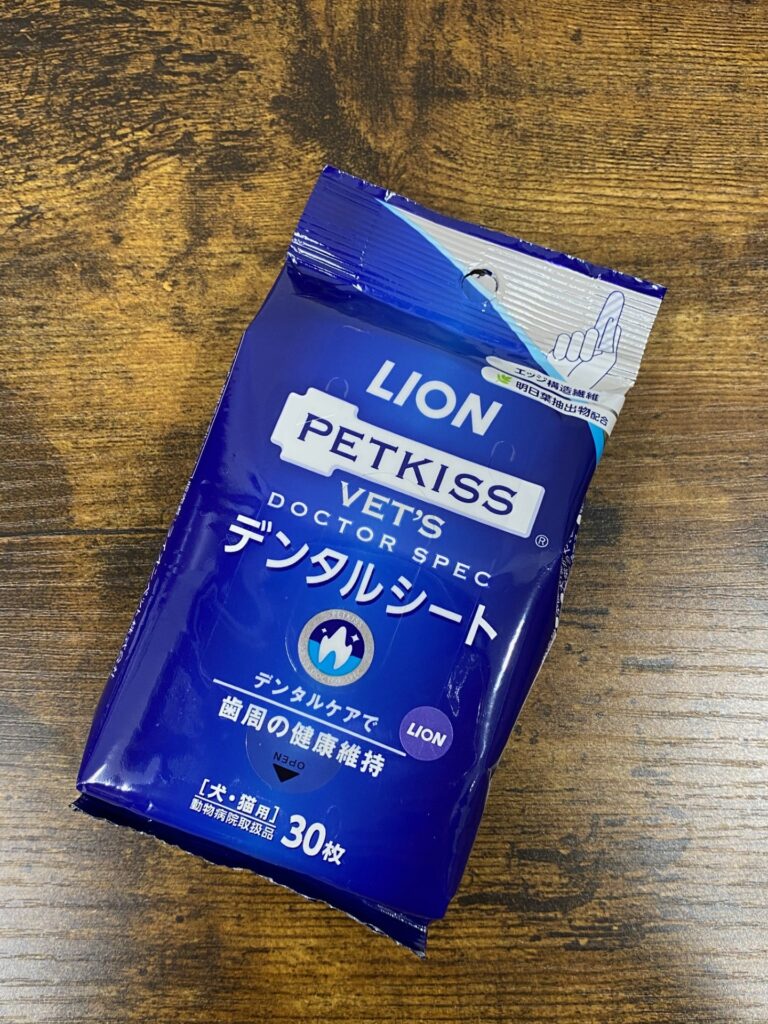 エッジ構造繊維
明日葉抽出物配合
LION
PETKISS
VET'S
DOCTOR SPEC
®
デンタルシート
デンタルケアで
歯周の健康維持
LION
OPEN
[犬・猫用]
動物病院取扱品
30枚